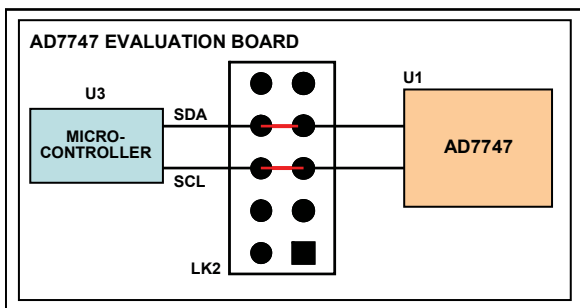 AD7747 EVALUATION BOARD
U3
U1
SDA
MICRO-
CONTROLLER
AD7747
SCL
LK2